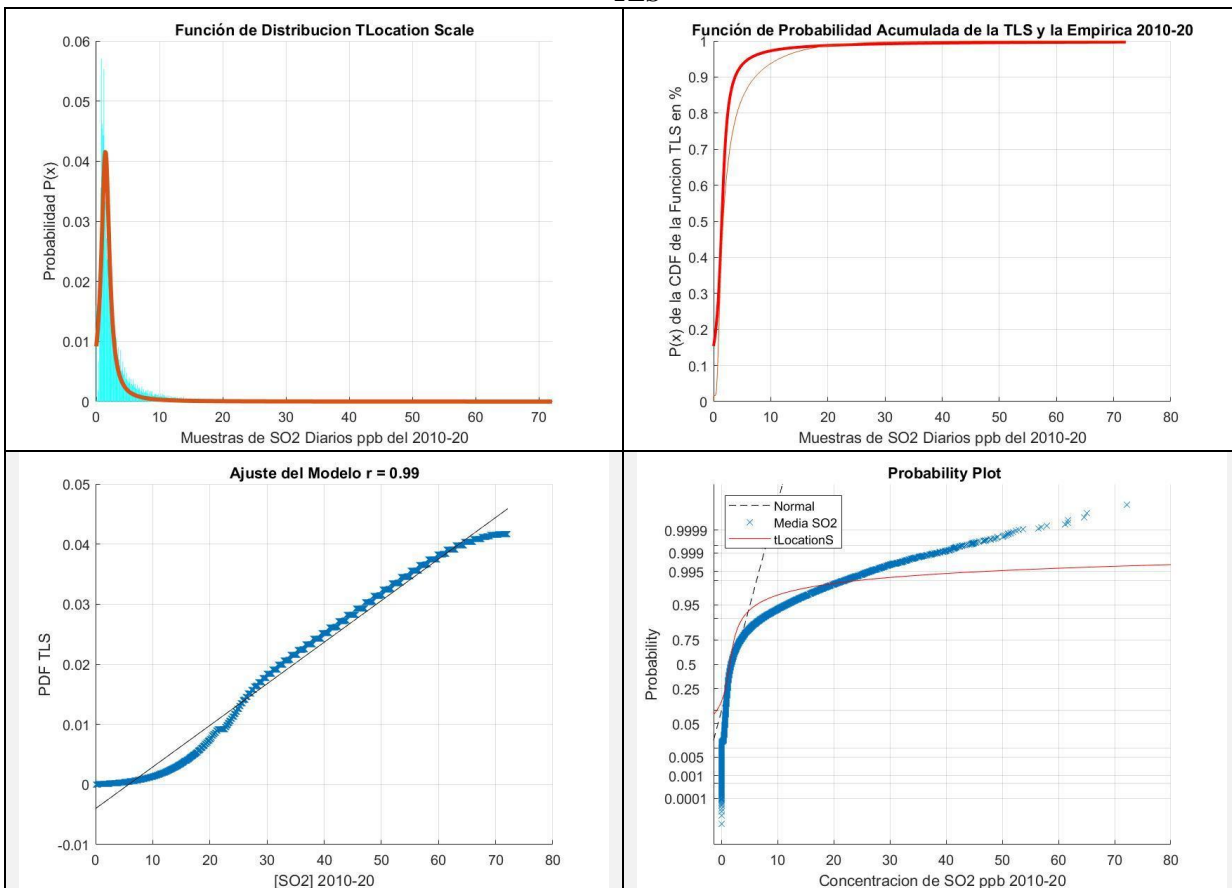 TLS
Función de Distribucion TLocation Scale
0.06
0.05
0.04
0.03
0.02
0.01
0
Probabilidad P(x)
0 10 20 30 40 50 60 70
Muestras de SO2 Diarios ppb del 2010-20
Función de Probabilidad Acumulada de la TLS y la Empírica 2010-20
1
0.9
0.8
0.7
0.6
0.5
0.4
0.3
0.2
0.1
0
P(x) de la CDF de la Funcion TLS en %
0 10 20 30 40 50 60 70 80
Muestras de SO2 Diarios ppb del 2010-20
Ajuste del Modelo r = 0.99
0.05
0.04
0.03
0.02
0.01
0
-0.01
PDF TLS
0 10 20 30 40 50 60 70 80
[SO2] 2010-20
Probability Plot
Normal
Media SO2
tLocationS
0.9999
0.999
0.995
0.95
0.75
0.5
0.25
0.05
0.005
0.001
0.0001
Probability
0 10 20 30 40 50 60 70 80
Concentracion de SO2 ppb 2010-20